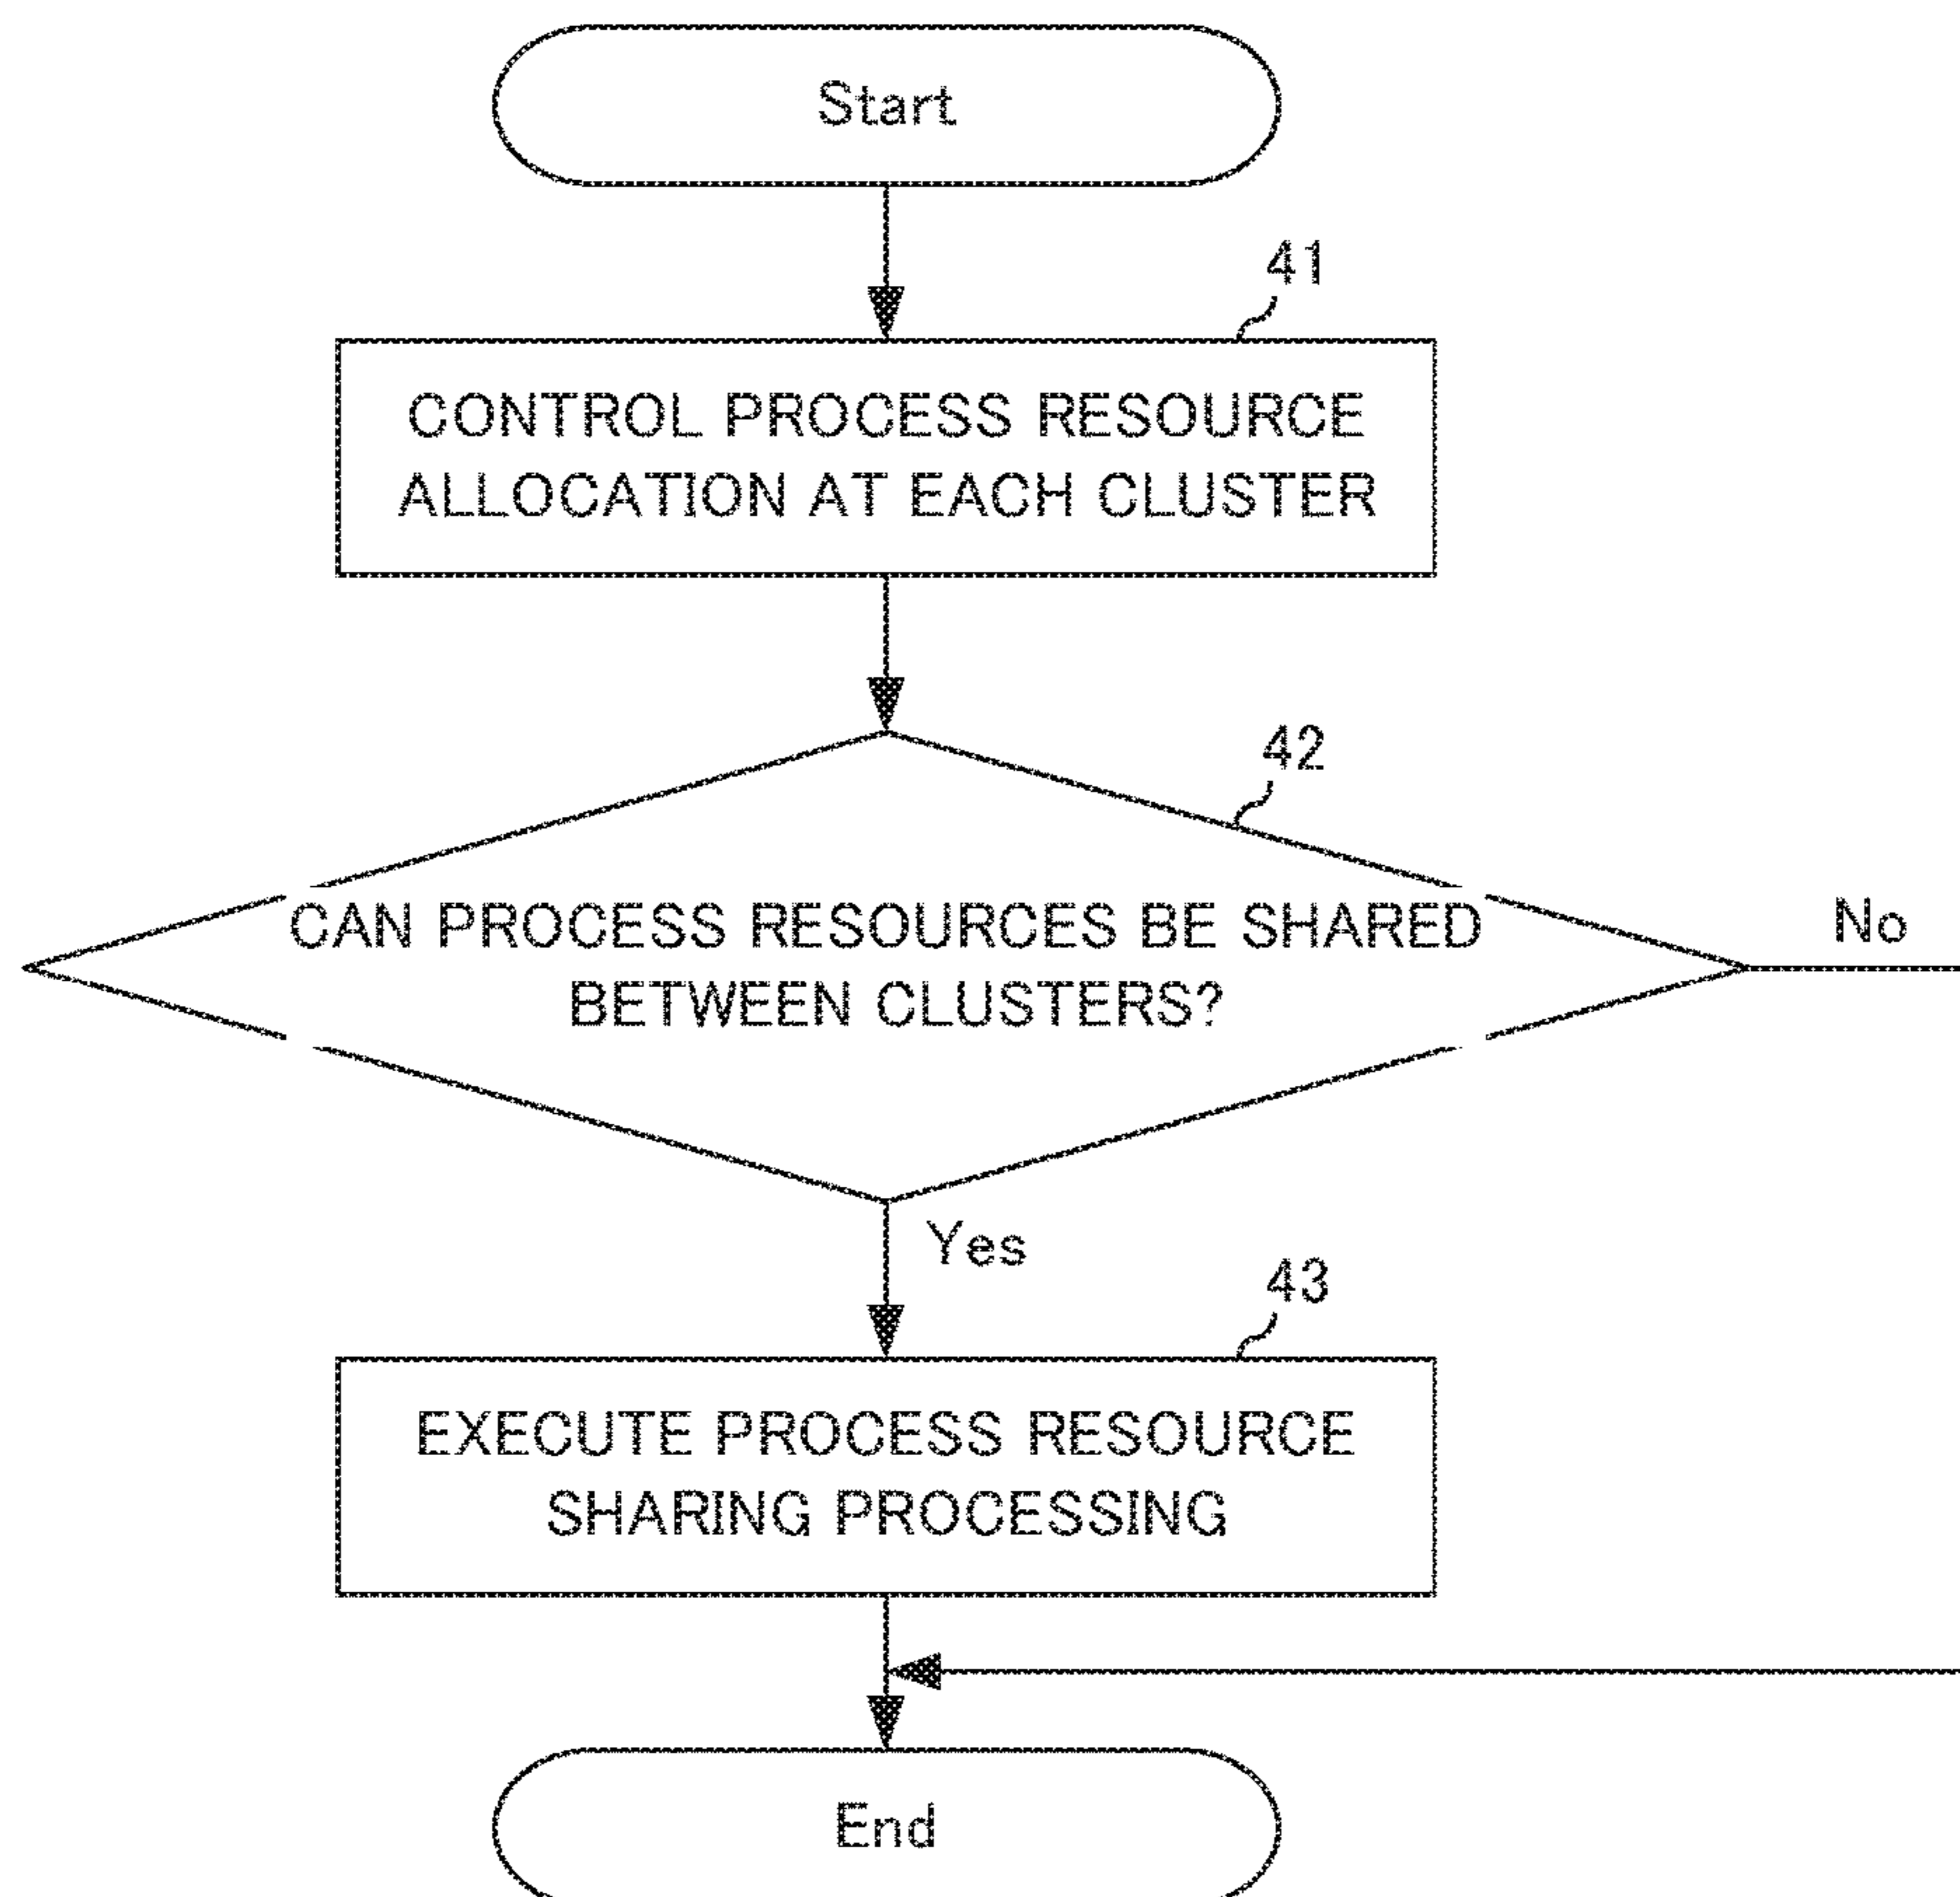 Start
41
CONTROL PROCESS RESOURCE
ALLOCATION AT EACH CLUSTER
42
CAN PROCESS RESOURCES BE SHARED
BETWEEN CLUSTERS?
No
Yes
43
EXECUTE PROCESS RESOURCE
SHARING PROCESSING
End